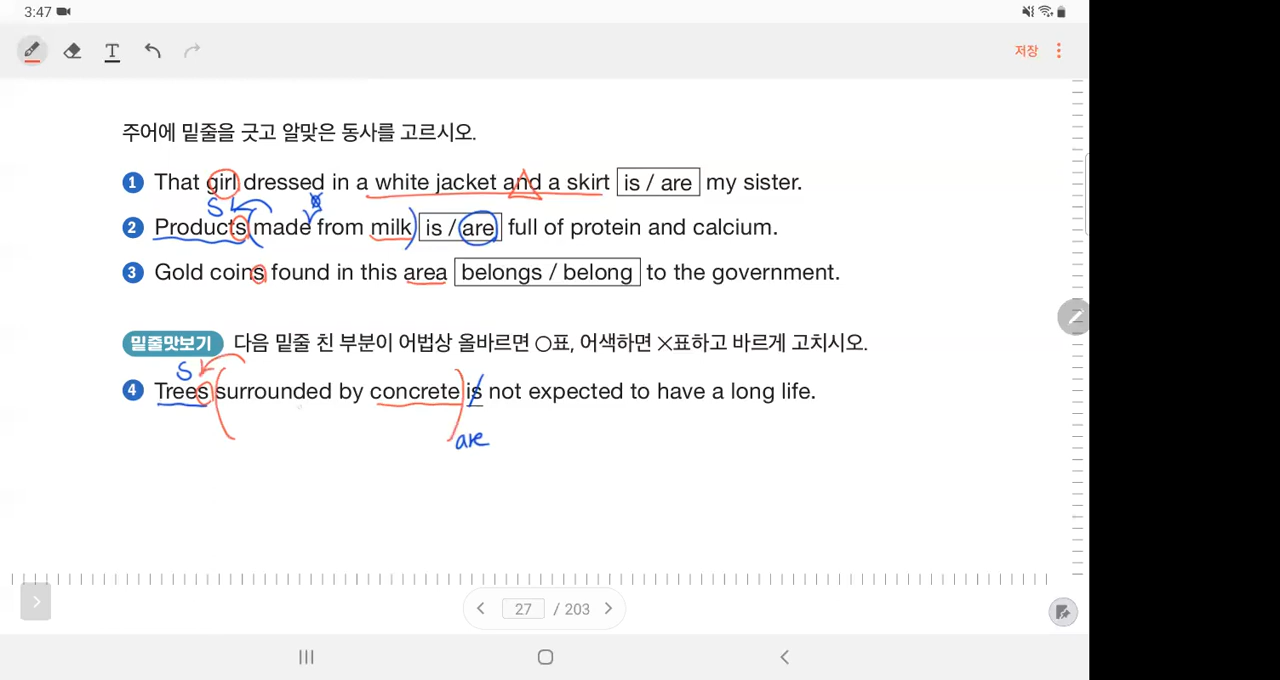 3:47
저장
주어에 밑줄을 긋고 알맞은 동사를 고르시오.
1 That girl dressed in a white jacket and a skirt is / are my sister.
S
2 Products made from milk is / are full of protein and calcium.
3 Gold coins found in this area belongs / belong to the government.
밑줄맛보기 다음 밑줄 친 부분이 어법상 올바르면 ○표, 어색하면 ×표하고 바르게 고치시오.
S
4 Trees surrounded by concrete is not expected to have a long life.
are
27 / 203